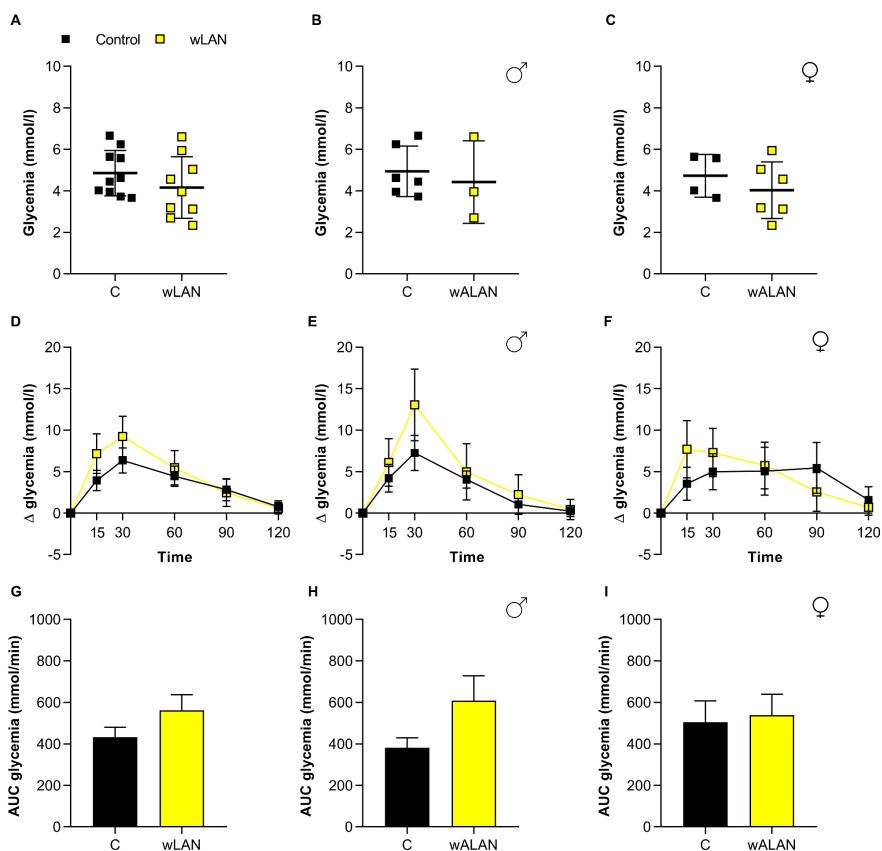 A
B
C
Control
wLAN
Glycemia (mmol/l)
10
8
6
4
2
0
C
wLAN
Glycemia (mmol/l)
10
8
6
4
2
0
C
wALAN
♂
Glycemia (mmol/l)
10
8
6
4
2
0
C
wALAN
♀
D
E
F
Δ glycemia (mmol/l)
20
15
10
5
0
-5
15 30 60 90 120
Time
Δ glycemia (mmol/l)
20
15
10
5
0
-5
15 30 60 90 120
Time
♂
Δ glycemia (mmol/l)
20
15
10
5
0
-5
15 30 60 90 120
Time
♀
G
H
I
AUC glycemia (mmol/min)
1000
800
600
400
200
0
C
wLAN
AUC glycemia (mmol/min)
1000
800
600
400
200
0
C
wALAN
♂
AUC glycemia (mmol/min)
1000
800
600
400
200
0
C
wALAN
♀